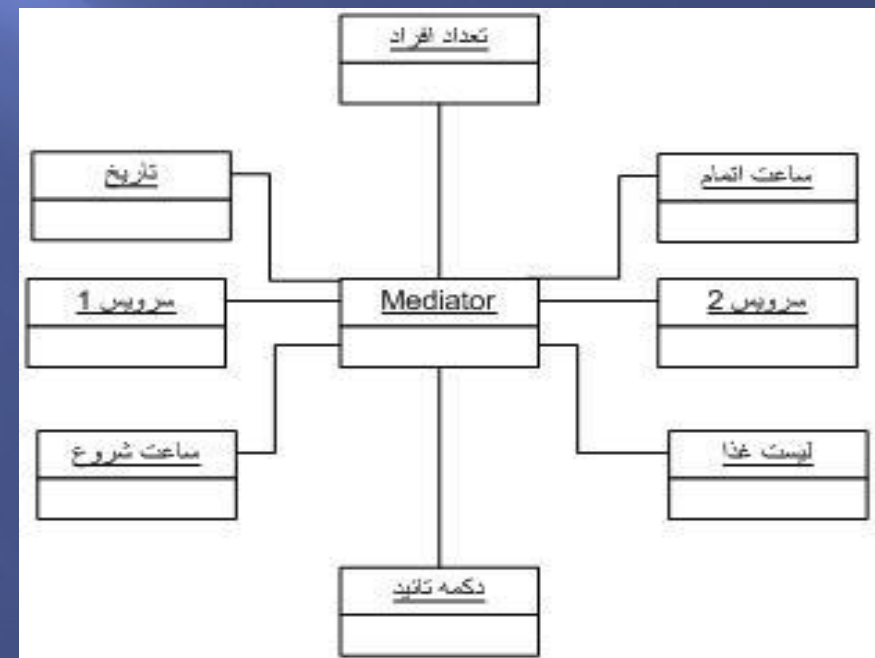 تعداد افراد
تاریخ
ساعت اتمام
سرویس 1
Mediator
سرویس 2
ساعت شروع
لیست غذا
دکمه تائید